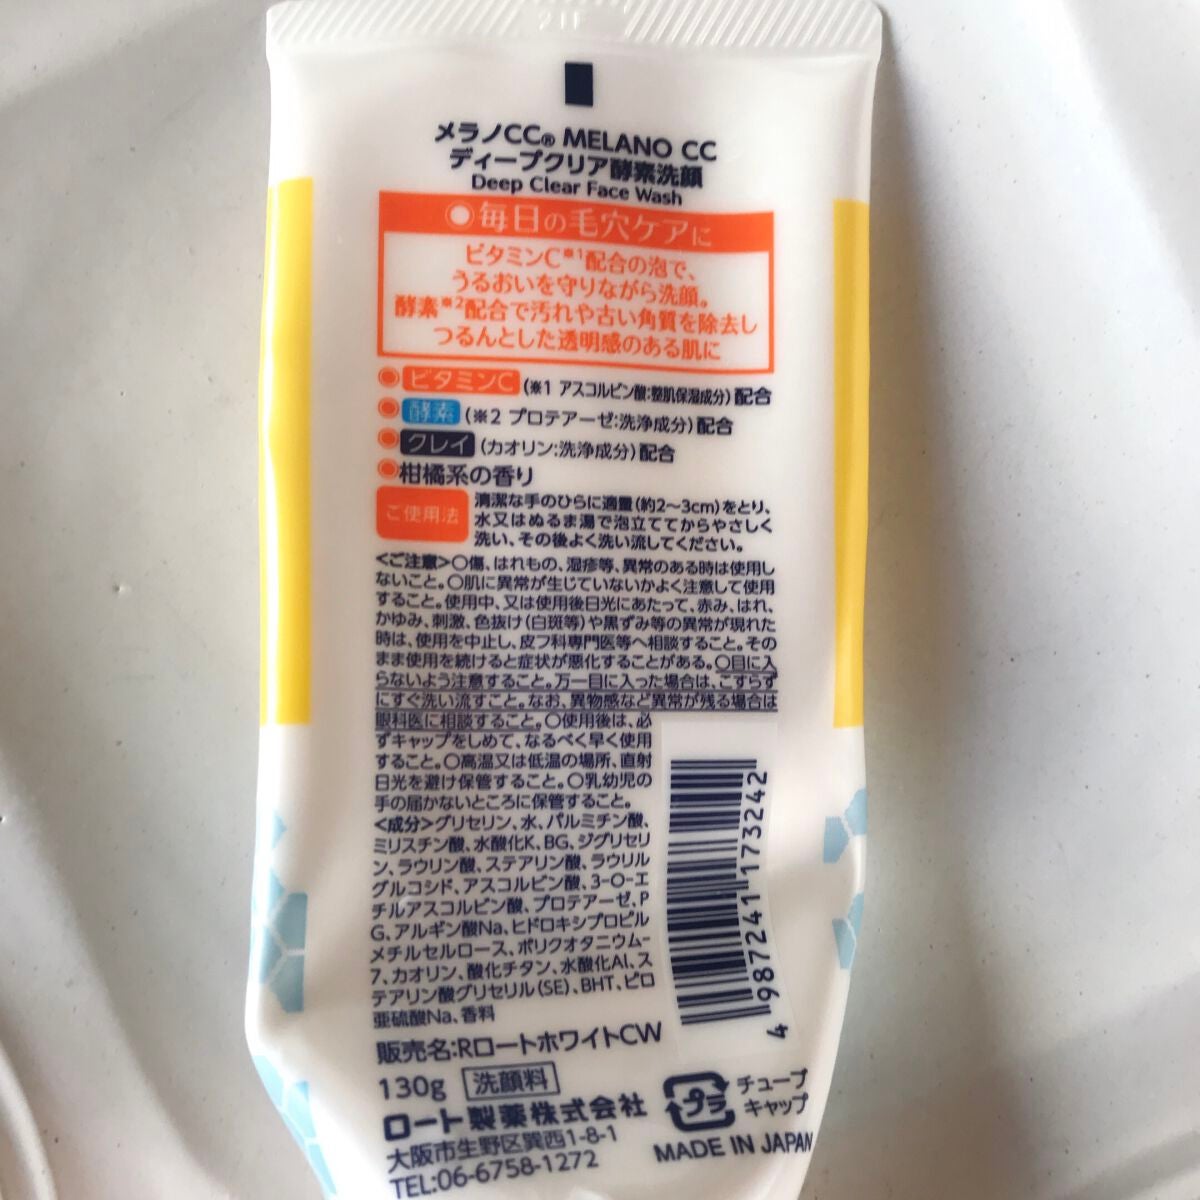 21F
メラノCC® MELANO CC
ディープクリア酵素洗顔
Deep Clear Face Wash
毎日の毛穴ケアに
ビタミンC※1配合の泡で、
うるおいを守りながら洗顔。
酵素※2配合で汚れや古い角質を除去し
つるんとした透明感のある肌に
ビタミンC(※1 アスコルビン酸:整肌保湿成分)配合
酵素(※2 プロテアーゼ:洗浄成分)配合
クレイ(カオリン:洗浄成分)配合
柑橘系の香り
ご使用法
清潔な手のひらに適量(約2〜3cm)をとり、
水又はぬるま湯で泡立ててからやさしく
洗い、その後よく洗い流してください。
<ご注意>○傷、はれもの、湿疹等、異常のある時は使用し
ないこと。○肌に異常が生じていないかよく注意して使用
すること。使用中、又は使用後日光にあたって、赤み、はれ、
かゆみ、刺激、色抜け(白斑等)や黒ずみ等の異常が現れた
時は、使用を中止し、皮フ科専門医等へ相談すること。その
まま使用を続けると症状が悪化することがある。○目に入
らないよう注意すること。万一目に入った場合は、こすらず
にすぐ洗い流すこと。なお、異物感など異常が残る場合は
眼科医に相談すること。○使用後は、必
ずキャップをしめて、なるべく早く使用
すること。○高温又は低温の場所、直射
日光を避け保管すること。○乳幼児の
手の届かないところに保管すること。
<成分>グリセリン、水、パルミチン酸、
ミリスチン酸、水酸化K、BG、ジグリセリ
ン、ラウリン酸、ステアリン酸、ラウリル
グルコシド、アスコルビン酸、3-O-エ
チルアスコルビン酸、プロテアーゼ、P
G、アルギン酸Na、ヒドロキシプロピル
メチルセルロース、ポリクオタニウム-
7、カオリン、酸化チタン、水酸化Al、ス
テアリン酸グリセリル(SE)、BHT、ピロ
亜硫酸Na、香料
4 987241 173242
販売名:RロートホワイトCW
130g 洗顔料
ロート製薬株式会社
大阪市生野区巽西1-8-1
TEL:06-6758-1272
プラ
チューブ
キャップ
MADE IN JAPAN